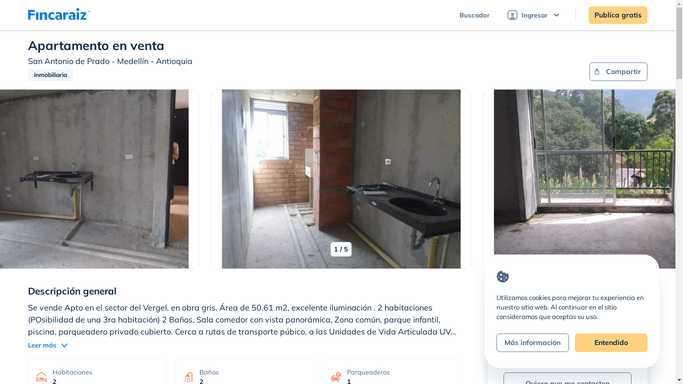 Fincaraiz
Buscador
Ingresar
Publica gratis
Apartamento en venta
San Antonio de Prado - Medellín - Antioquia
Inmobiliaria
Compartir
1 / 5
Descripción general
Se vende Apto en el sector del Vergel, en obra gris, Área de 50.61 m2, excelente iluminación . 2 habitaciones
(POsibilidad de una 3ra habitación) 2 Baños, Sala comedor con vista panorámica, Zona común, parque infantil,
piscina, parqueadero privado cubierto. Cerca a rutas de transporte púbico, a las Unidades de Vida Articulada UV...
Leer más
Habitaciones
2
Baños
2
Parqueaderos
1
Utilizamos cookies para mejorar tu experiencia en
nuestro sitio web. Al continuar en el sitio
consideramos que aceptas su uso.
Más información
Entendido
Quiero que me contacten